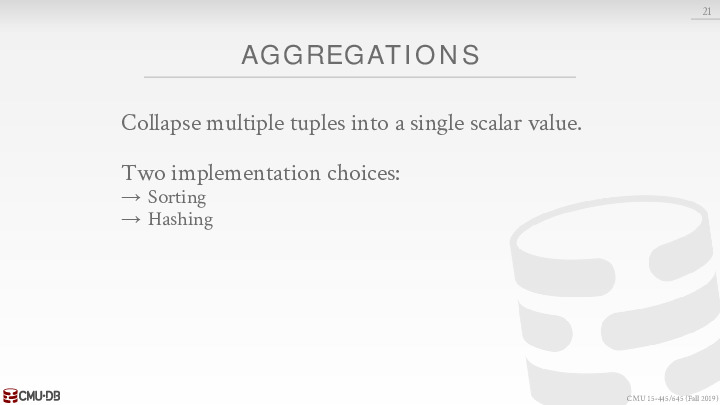 21
AGGREGATIONS
Collapse multiple tuples into a single scalar value.
Two implementation choices:
→ Sorting
→ Hashing
CMU·DB
CMU 15-445/645 (Fall 2019)